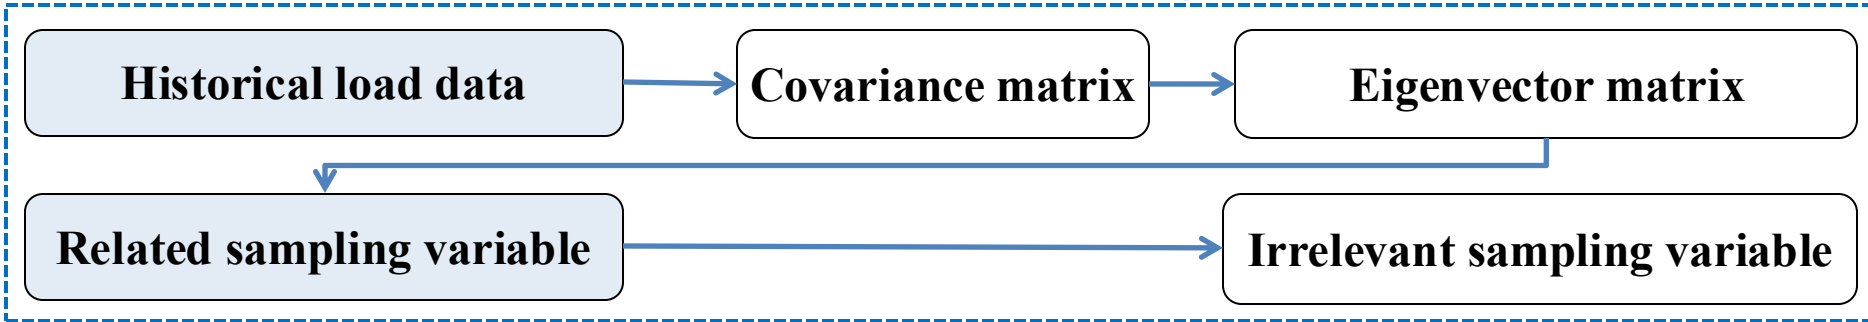 Historical load data
Covariance matrix
Eigenvector matrix
Related sampling variable
Irrelevant sampling variable